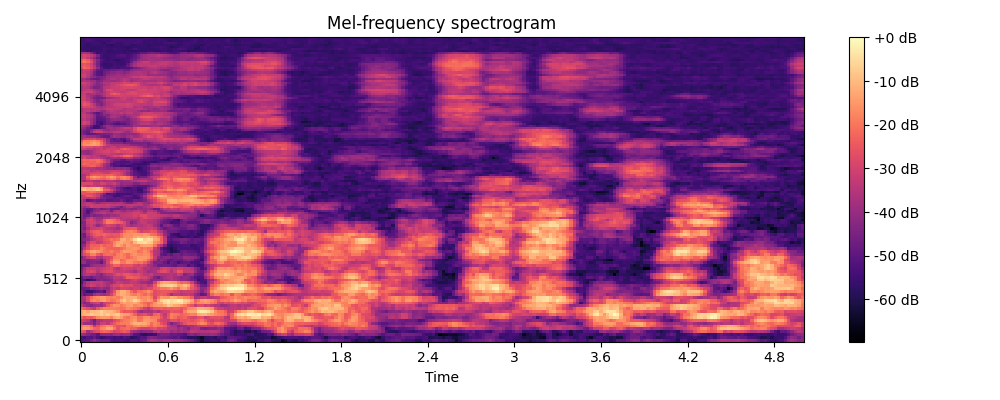 Mel-frequency spectrogram
+0 dB
4096
-10 dB
-20 dB
2048
-30 dB
Hz
1024
-40 dB
-50 dB
512
-60 dB
0
0 0.6 1.2 1.8 2.4 3 3.6 4.2 4.8
Time